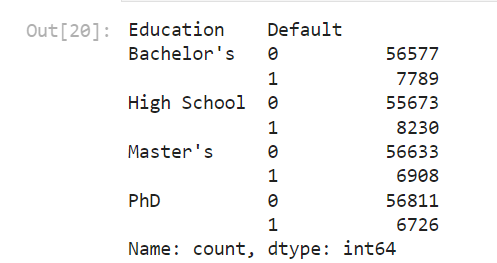 Out[20]: Education Default
Bachelor's 0 56577
1 7789
High School 0 55673
1 8230
Master's 0 56633
1 6908
PhD 0 56811
1 6726
Name: count, dtype: int64